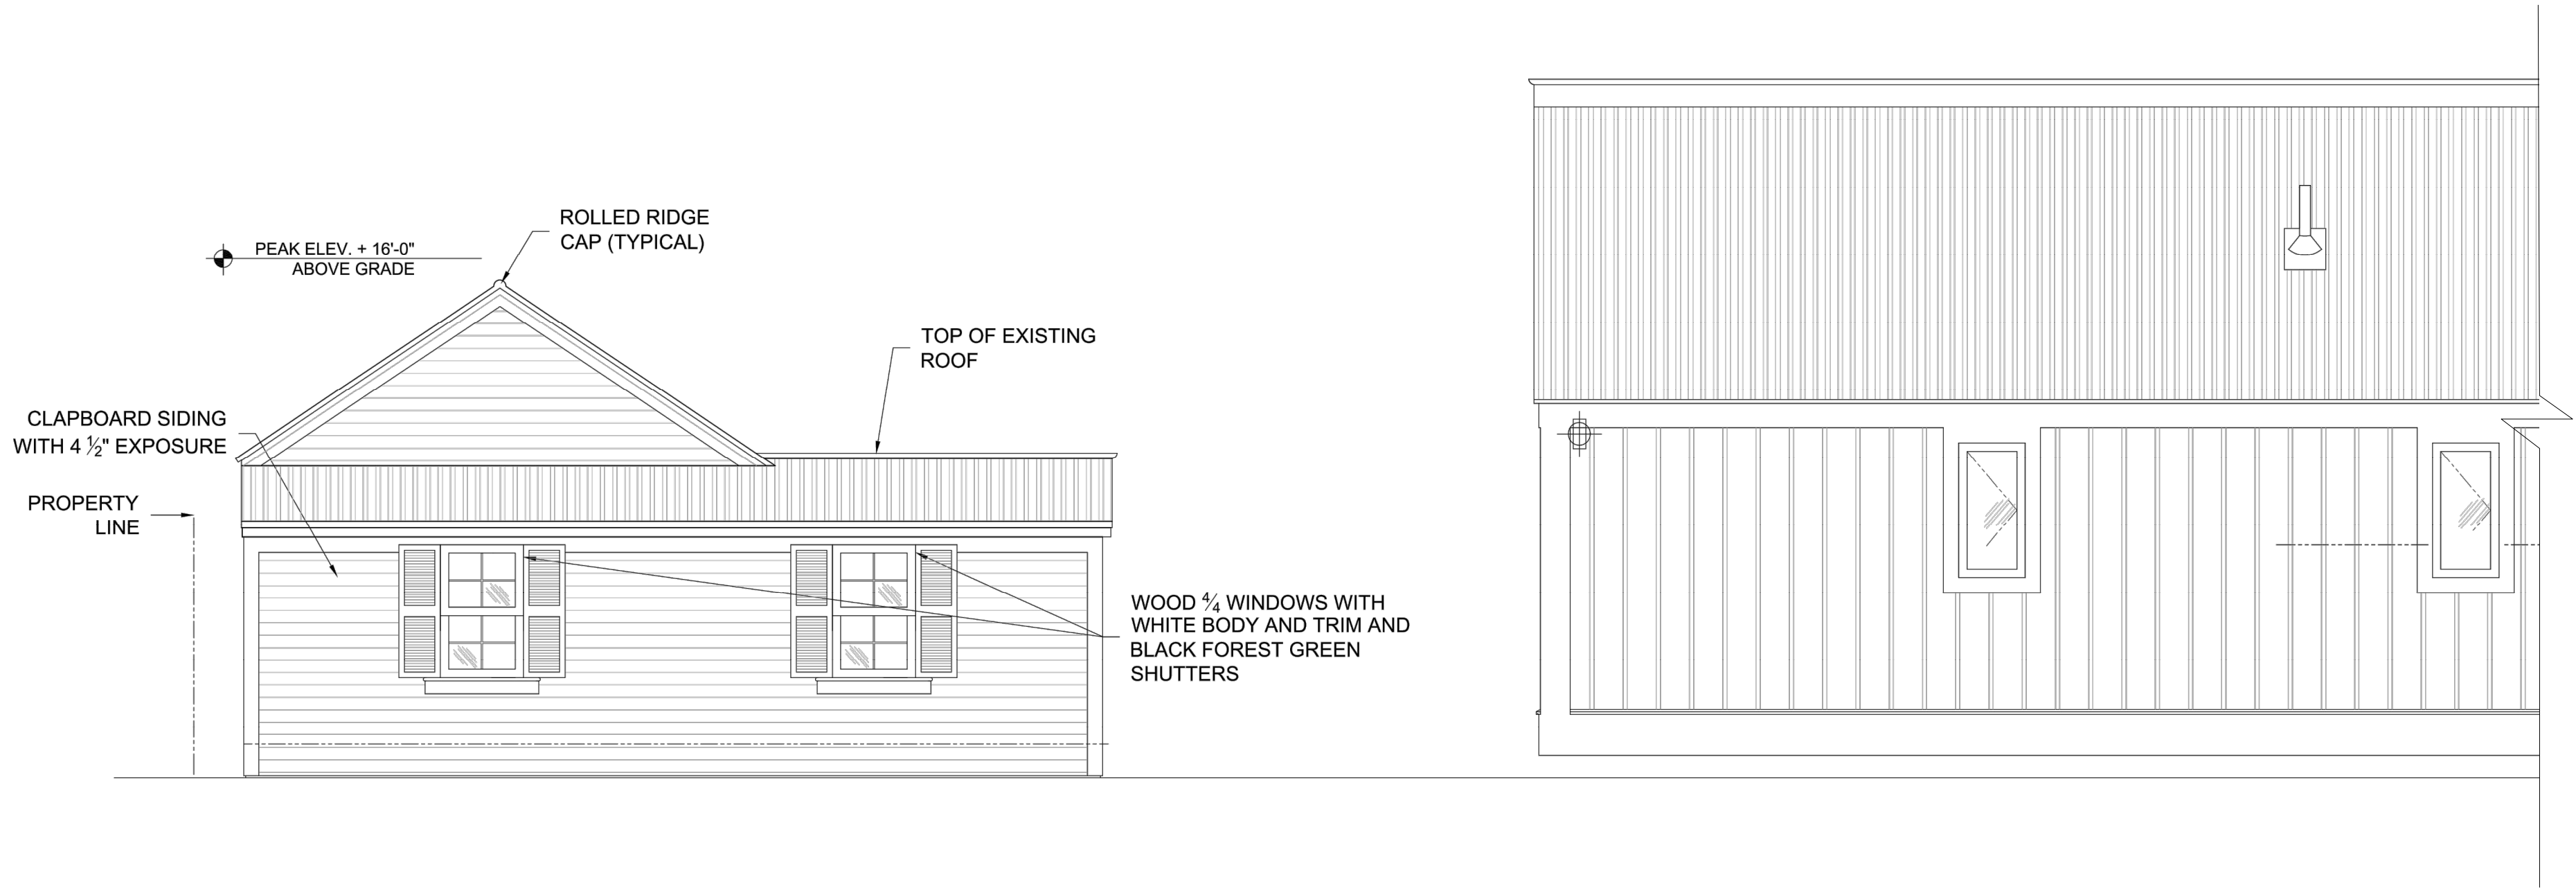 ROLLED RIDGE
CAP (TYPICAL)
PEAK ELEV. + 16'-0"
ABOVE GRADE
TOP OF EXISTING
ROOF
CLAPBOARD SIDING
WITH 4 ½" EXPOSURE
PROPERTY
LINE
WOOD 4/4 WINDOWS WITH
WHITE BODY AND TRIM AND
BLACK FOREST GREEN
SHUTTERS